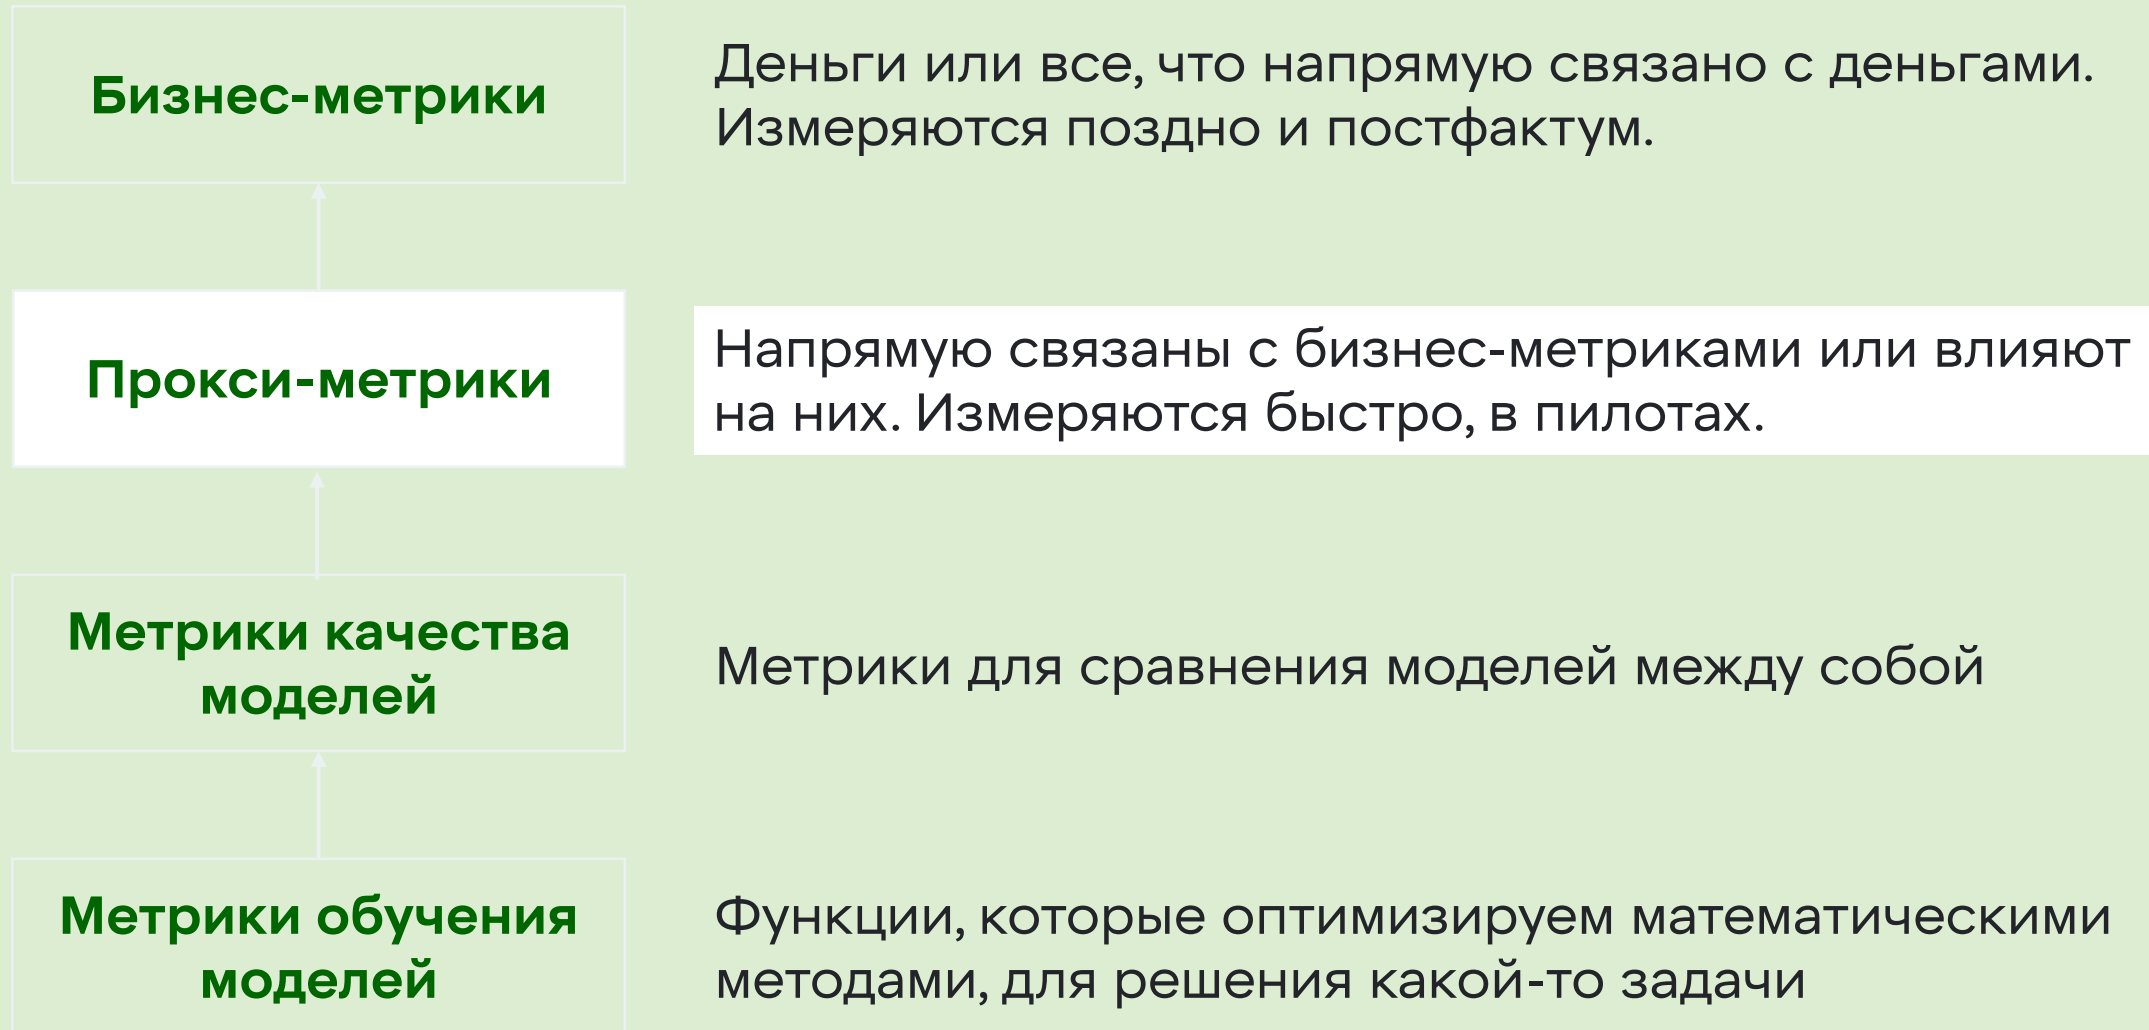 Бизнес-метрики
Деньги или все, что напрямую связано с деньгами.
Измеряются поздно и постфактум.
Прокси-метрики
Напрямую связаны с бизнес-метриками или влияют
на них. Измеряются быстро, в пилотах.
Метрики качества
моделей
Метрики для сравнения моделей между собой
Метрики обучения
моделей
Функции, которые оптимизируем математическими
методами, для решения какой-то задачи